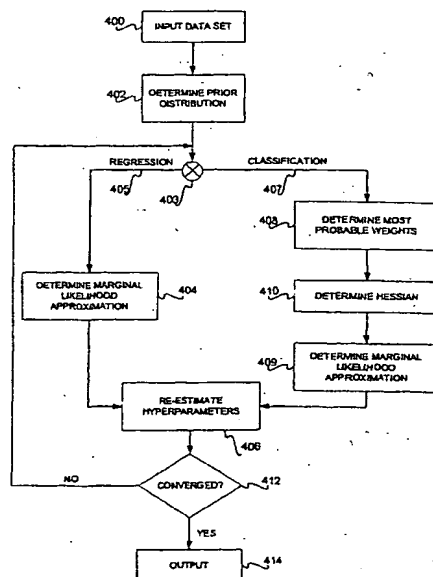 400
INPUT DATA SET
402
DETERMINE PRIOR
DISTRIBUTION
REGRESSION
CLASSIFICATION
405
403
407
408
DETERMINE MOST
PROBABLE WEIGHTS
410
DETERMINE HESSIAN
DETERMINE MARGINAL
LIKELIHOOD
APPROXIMATION
404
409
DETERMINE MARGINAL
LIKELIHOOD
APPROXIMATION
RE-ESTIMATE
HYPERPARAMETERS
406
NO
CONVERGED?
412
YES
OUTPUT
414